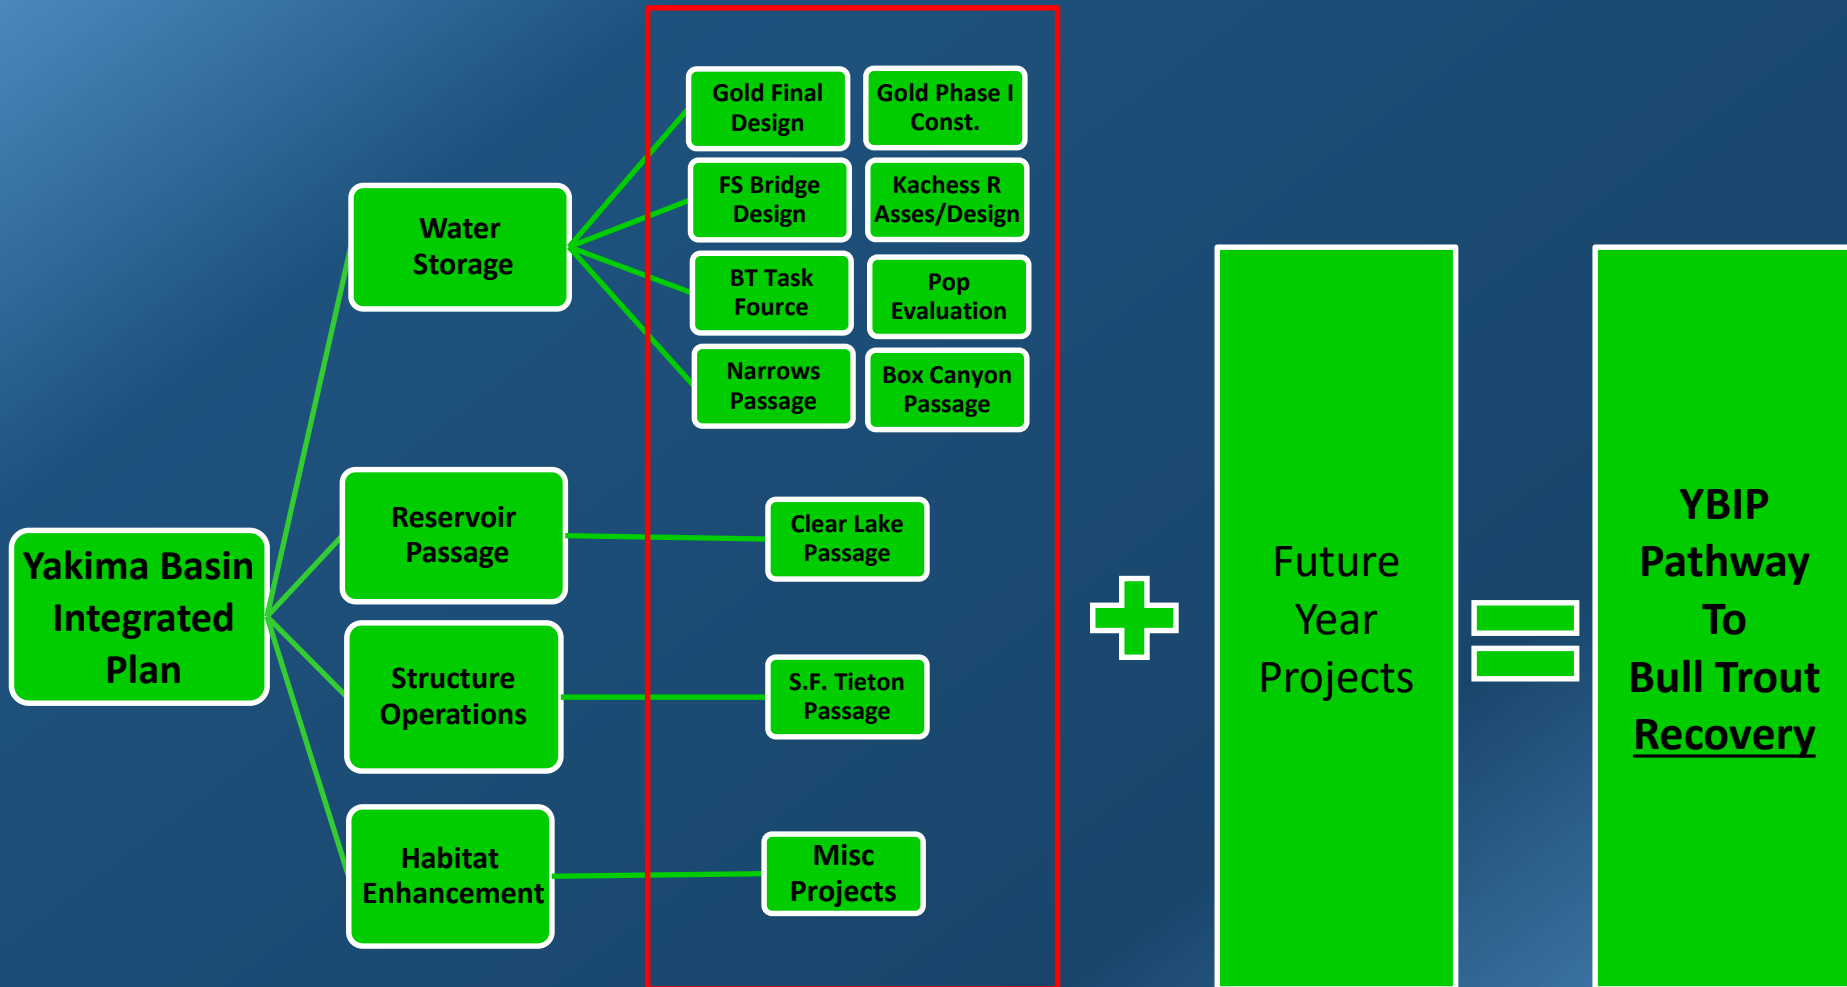 Yakima Basin
Integrated
Plan
Water
Storage
Reservoir
Passage
Structure
Operations
Habitat
Enhancement
Gold Final
Design
Gold Phase I
Const.
FS Bridge
Design
Kachess R
Asses/Design
BT Task
Fource
Pop
Evaluation
Narrows
Passage
Box Canyon
Passage
Clear Lake
Passage
S.F. Tieton
Passage
Misc
Projects
Future
Year
Projects
YBIP
Pathway
To
Bull Trout
Recovery